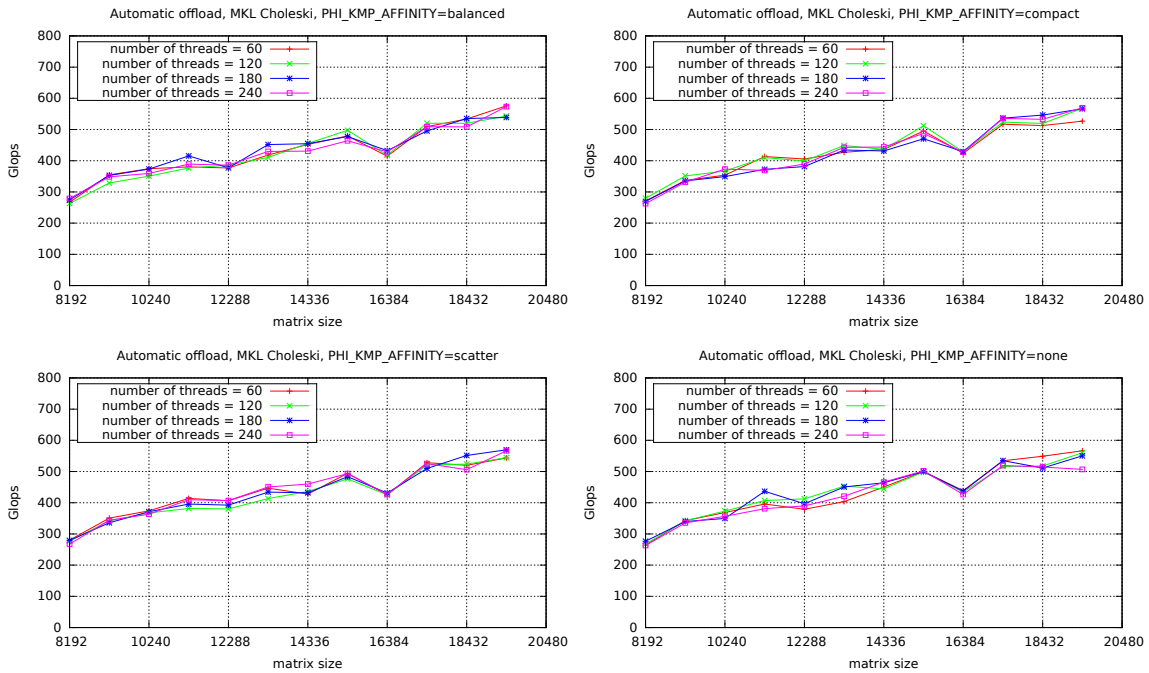 Automatic offload, MKL Choleski, PHI_KMP_AFFINITY=balanced
800
700
600
500
400
300
200
100
0
Glops
number of threads = 60
number of threads = 120
number of threads = 180
number of threads = 240
8192 10240 12288 14336 16384 18432 20480
matrix size
Automatic offload, MKL Choleski, PHI_KMP_AFFINITY=compact
800
700
600
500
400
300
200
100
0
Glops
number of threads = 60
number of threads = 120
number of threads = 180
number of threads = 240
8192 10240 12288 14336 16384 18432 20480
matrix size
Automatic offload, MKL Choleski, PHI_KMP_AFFINITY=scatter
800
700
600
500
400
300
200
100
0
Glops
number of threads = 60
number of threads = 120
number of threads = 180
number of threads = 240
8192 10240 12288 14336 16384 18432 20480
matrix size
Automatic offload, MKL Choleski, PHI_KMP_AFFINITY=none
800
700
600
500
400
300
200
100
0
Glops
number of threads = 60
number of threads = 120
number of threads = 180
number of threads = 240
8192 10240 12288 14336 16384 18432 20480
matrix size